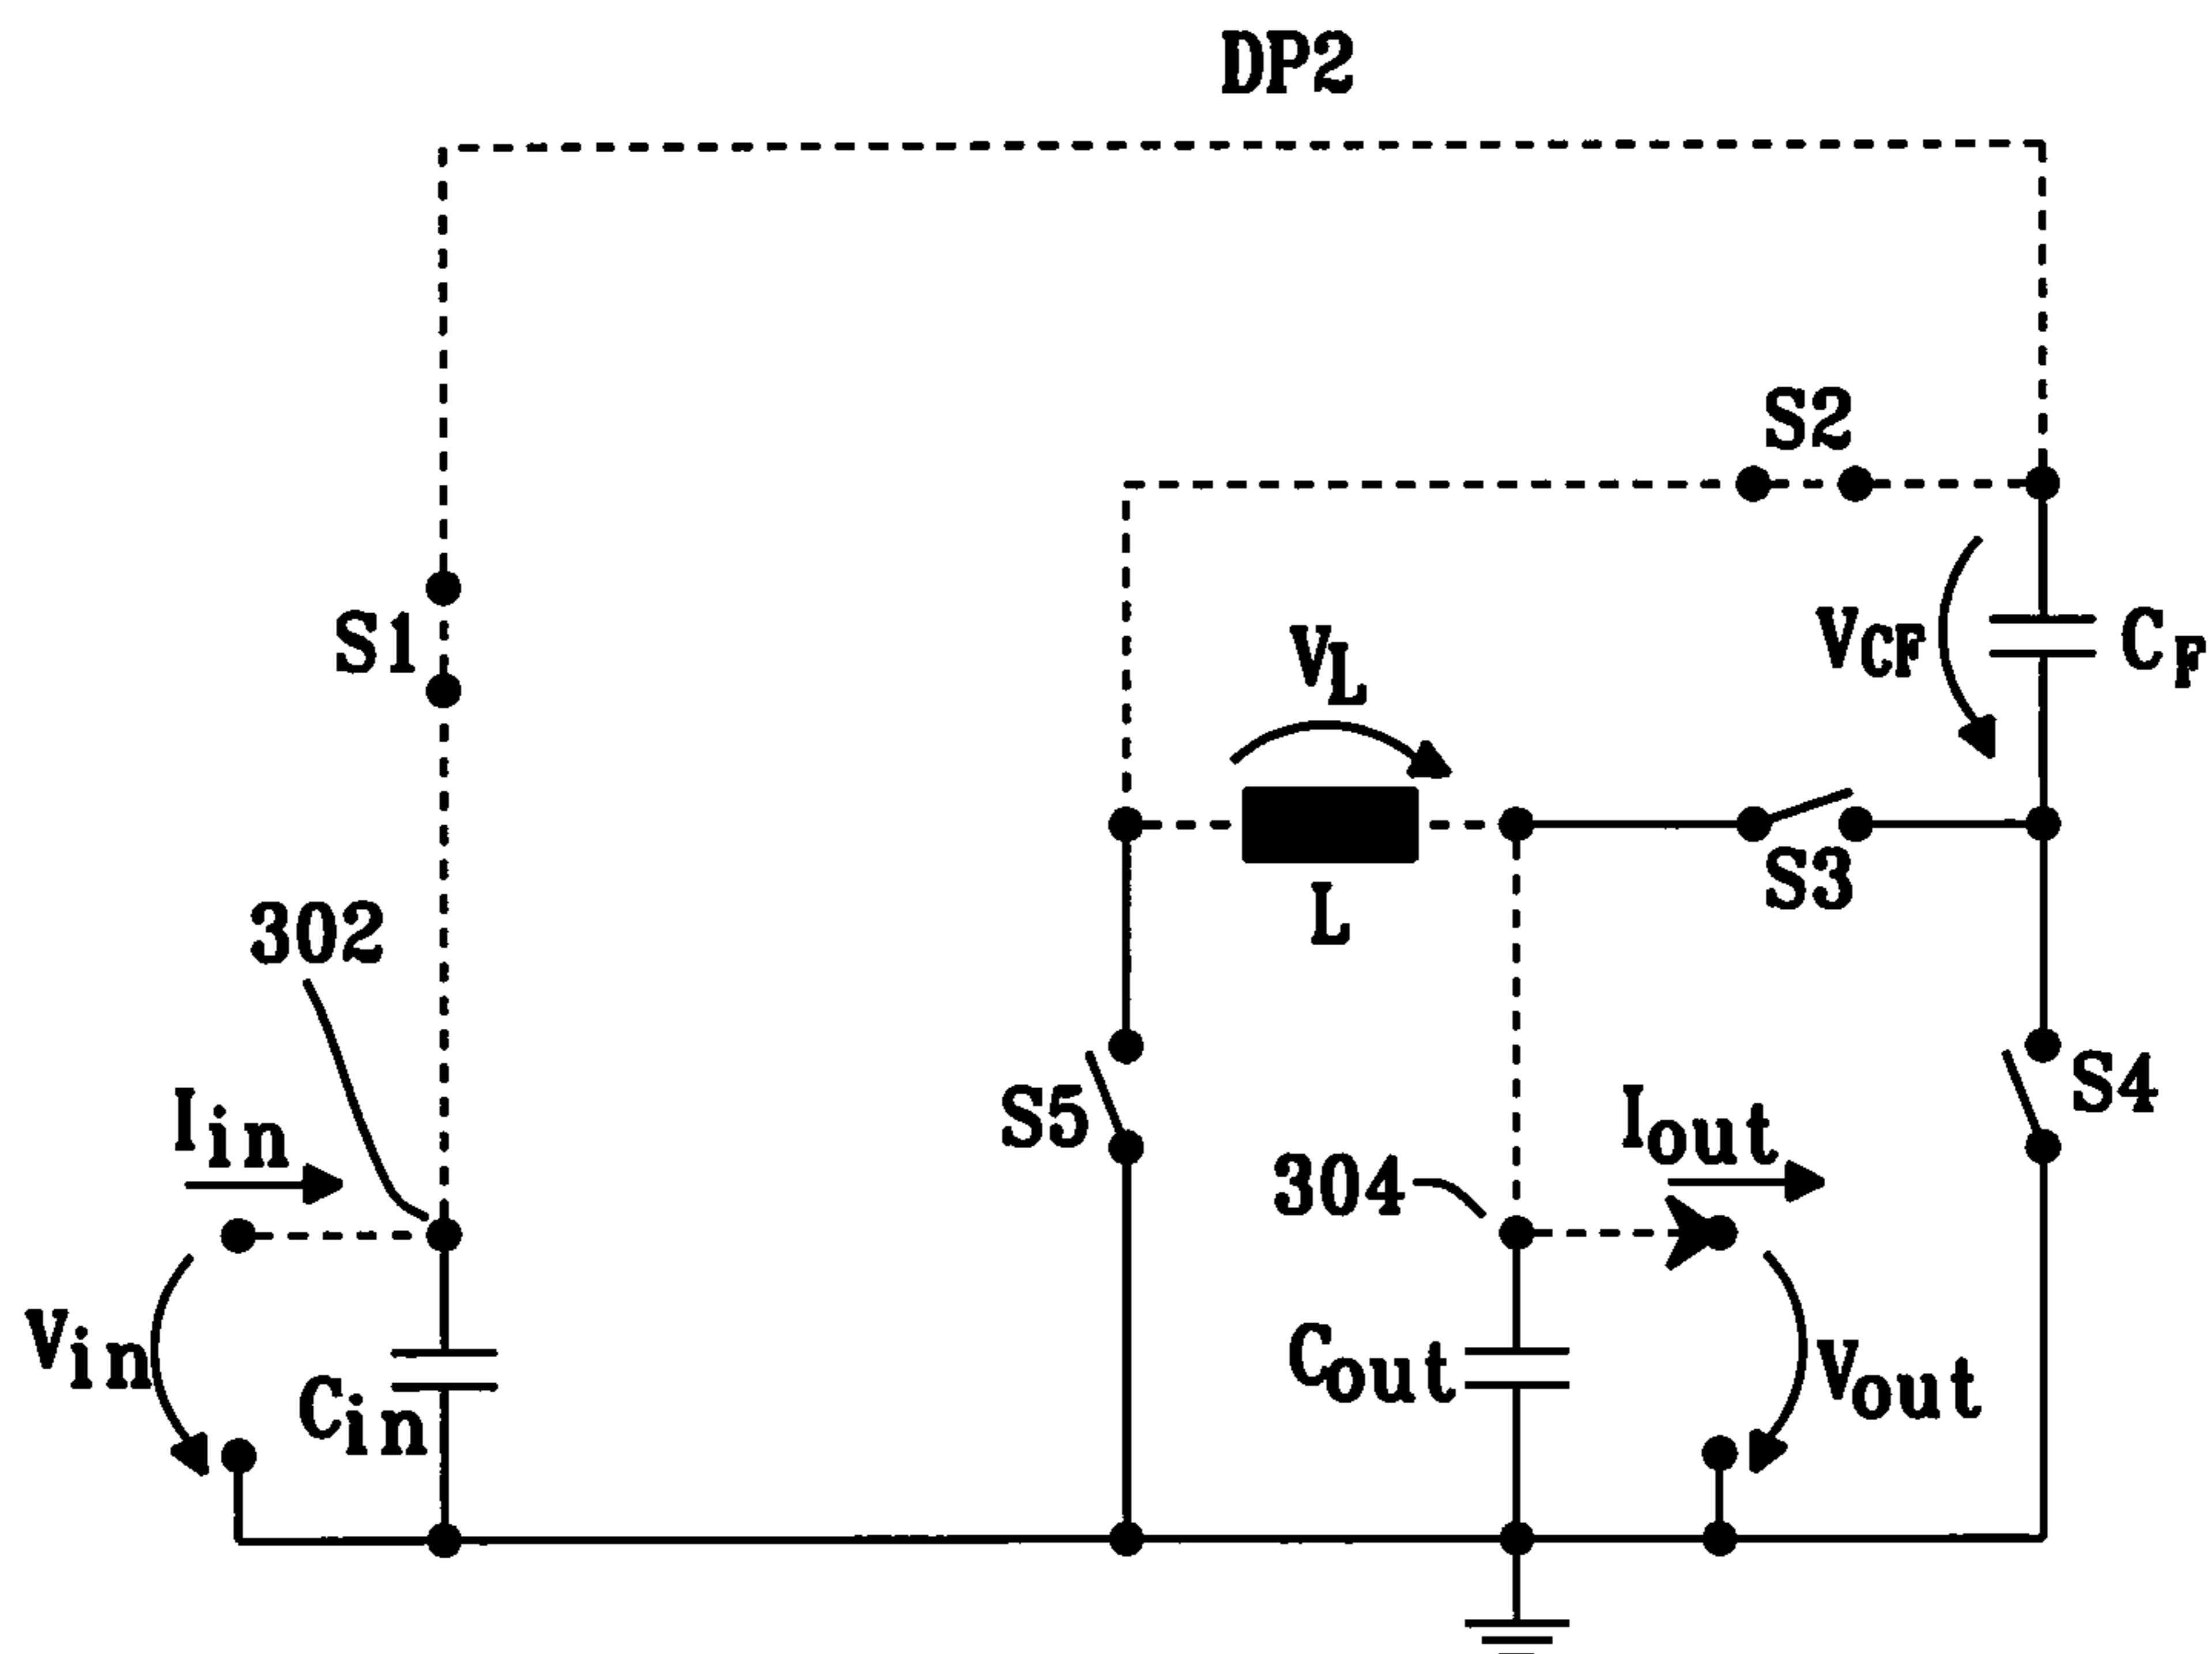 DP2
S2
S1
VL
VCF
CF
L
S3
302
Iin
S5
304
Iout
S4
Vin
Cin
Cout
Vout